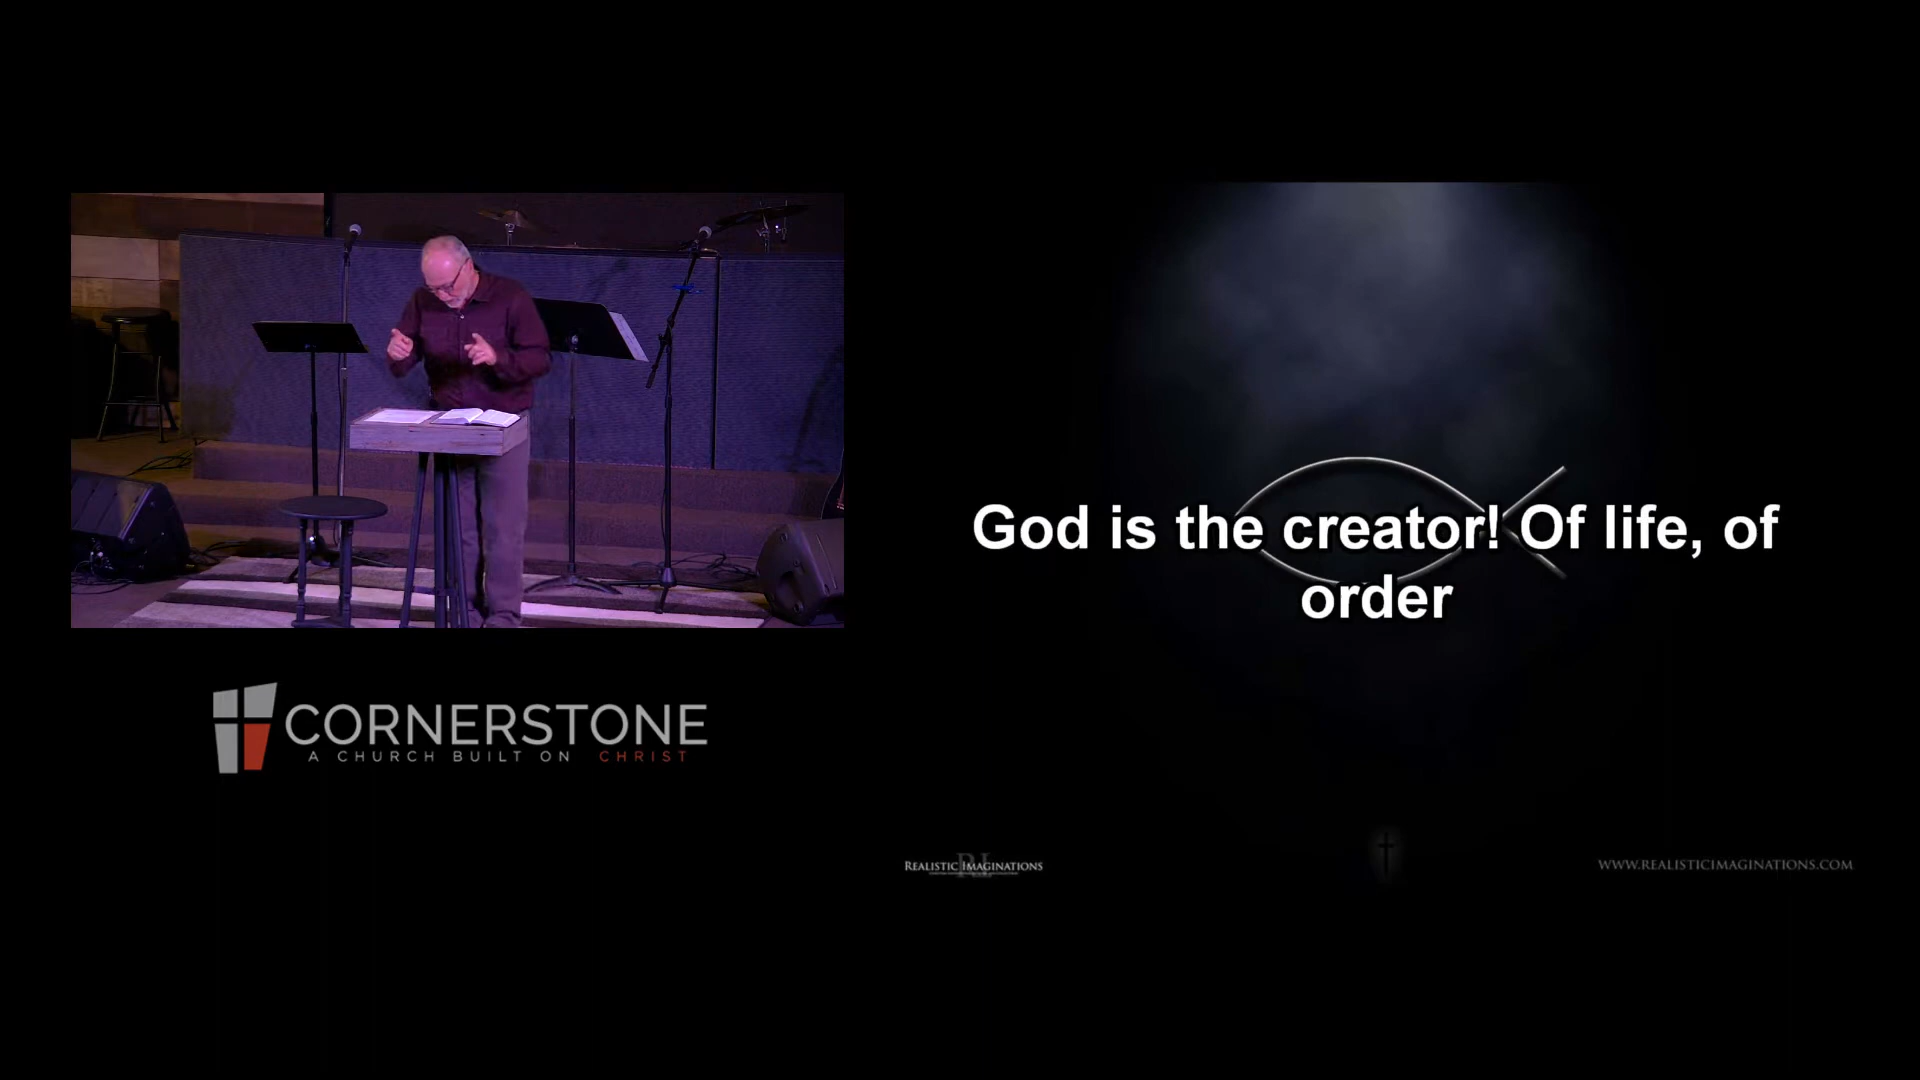 God is the creator! Of life, of
order
CORNERSTONE
A CHURCH BUILT ON CHRIST
REALISTIC IMAGINATIONS
WWW.REALISTICIMAGINATIONS.COM